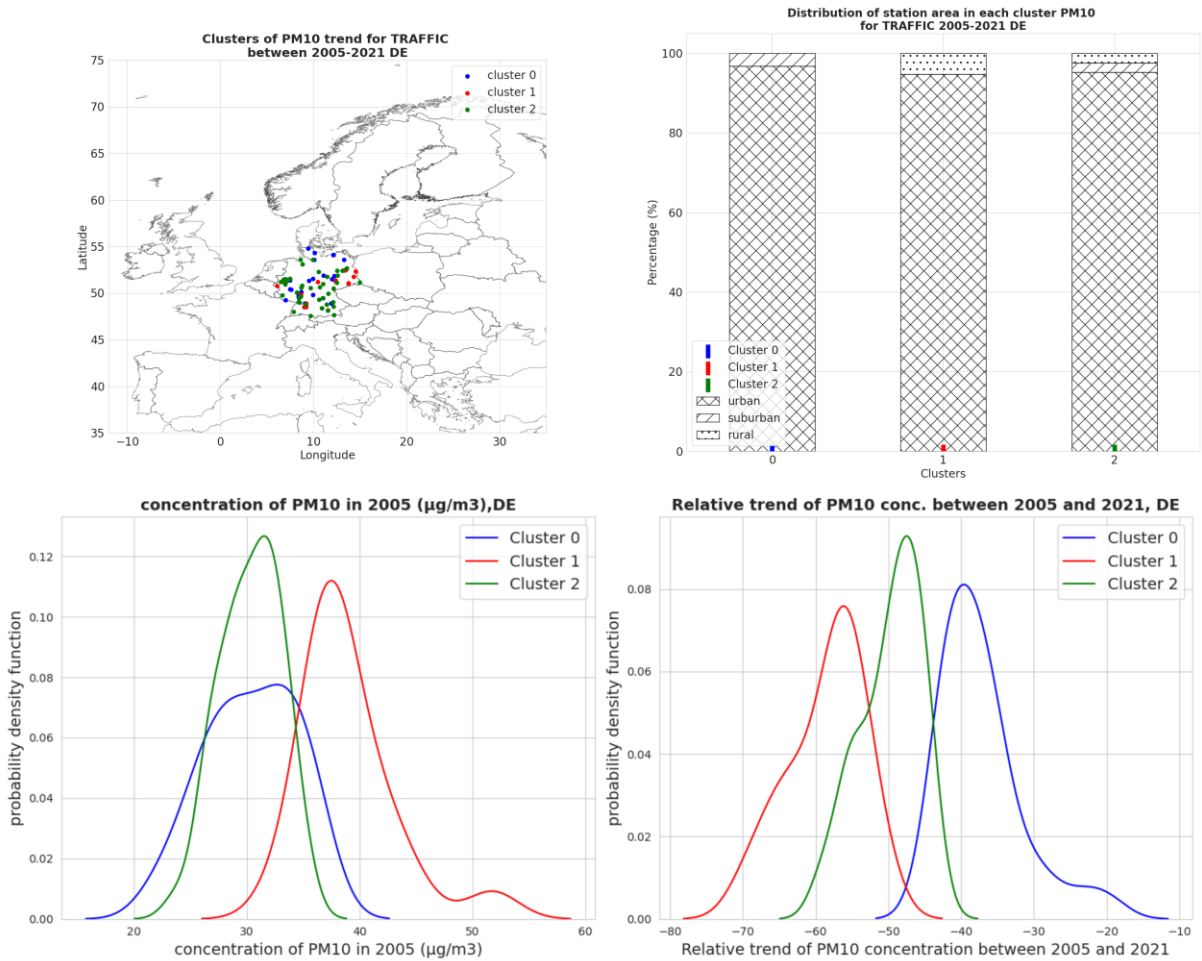 Clusters of PM10 trend for TRAFFIC
between 2005-2021 DE
75
70
65
60
55
50
45
40
35
Latitude
cluster 0
cluster 1
cluster 2
−10
0
10
20
30
Longitude
Distribution of station area in each cluster PM10
for TRAFFIC 2005-2021 DE
100
80
60
40
20
0
Percentage (%)
Cluster 0
Cluster 1
Cluster 2
urban
suburban
rural
0
1
2
Clusters
concentration of PM10 in 2005 (μg/m3),DE
0.12
0.10
0.08
0.06
0.04
0.02
0.00
probability density function
Cluster 0
Cluster 1
Cluster 2
20
30
40
50
60
concentration of PM10 in 2005 (μg/m3)
Relative trend of PM10 conc. between 2005 and 2021, DE
0.08
0.06
0.04
0.02
0.00
probability density function
Cluster 0
Cluster 1
Cluster 2
−80
−70
−60
−50
−40
−30
−20
−10
Relative trend of PM10 concentration between 2005 and 2021